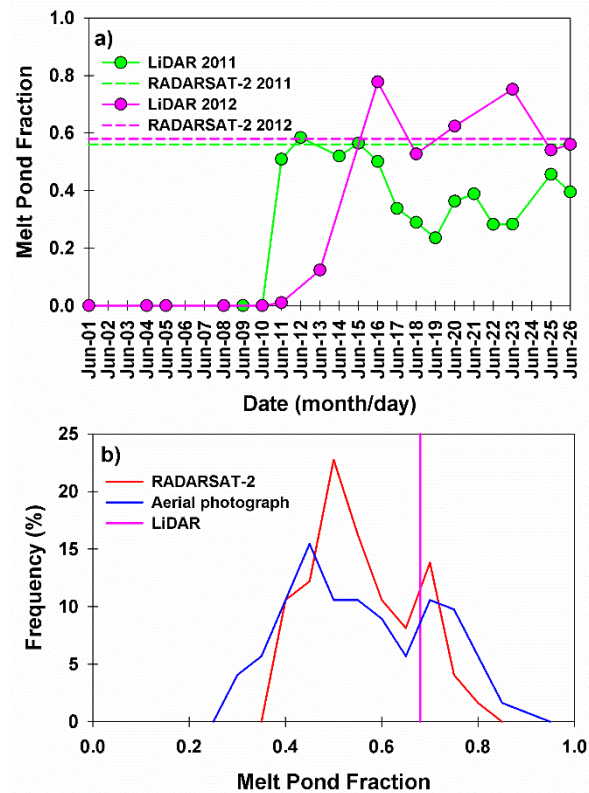 a)
LiDAR 2011
RADARSAT-2 2011
LiDAR 2012
RADARSAT-2 2012
Melt Pond Fraction
1.0
0.8
0.6
0.4
0.2
0.0
Jun-01
Jun-02
Jun-03
Jun-04
Jun-05
Jun-06
Jun-07
Jun-08
Jun-09
Jun-10
Jun-11
Jun-12
Jun-13
Jun-14
Jun-15
Jun-16
Jun-17
Jun-18
Jun-19
Jun-20
Jun-21
Jun-22
Jun-23
Jun-24
Jun-25
Jun-26
Date (month/day)
b)
RADARSAT-2
Aerial photograph
LiDAR
Frequency (%)
25
20
15
10
5
0
0.0 0.2 0.4 0.6 0.8 1.0
Melt Pond Fraction